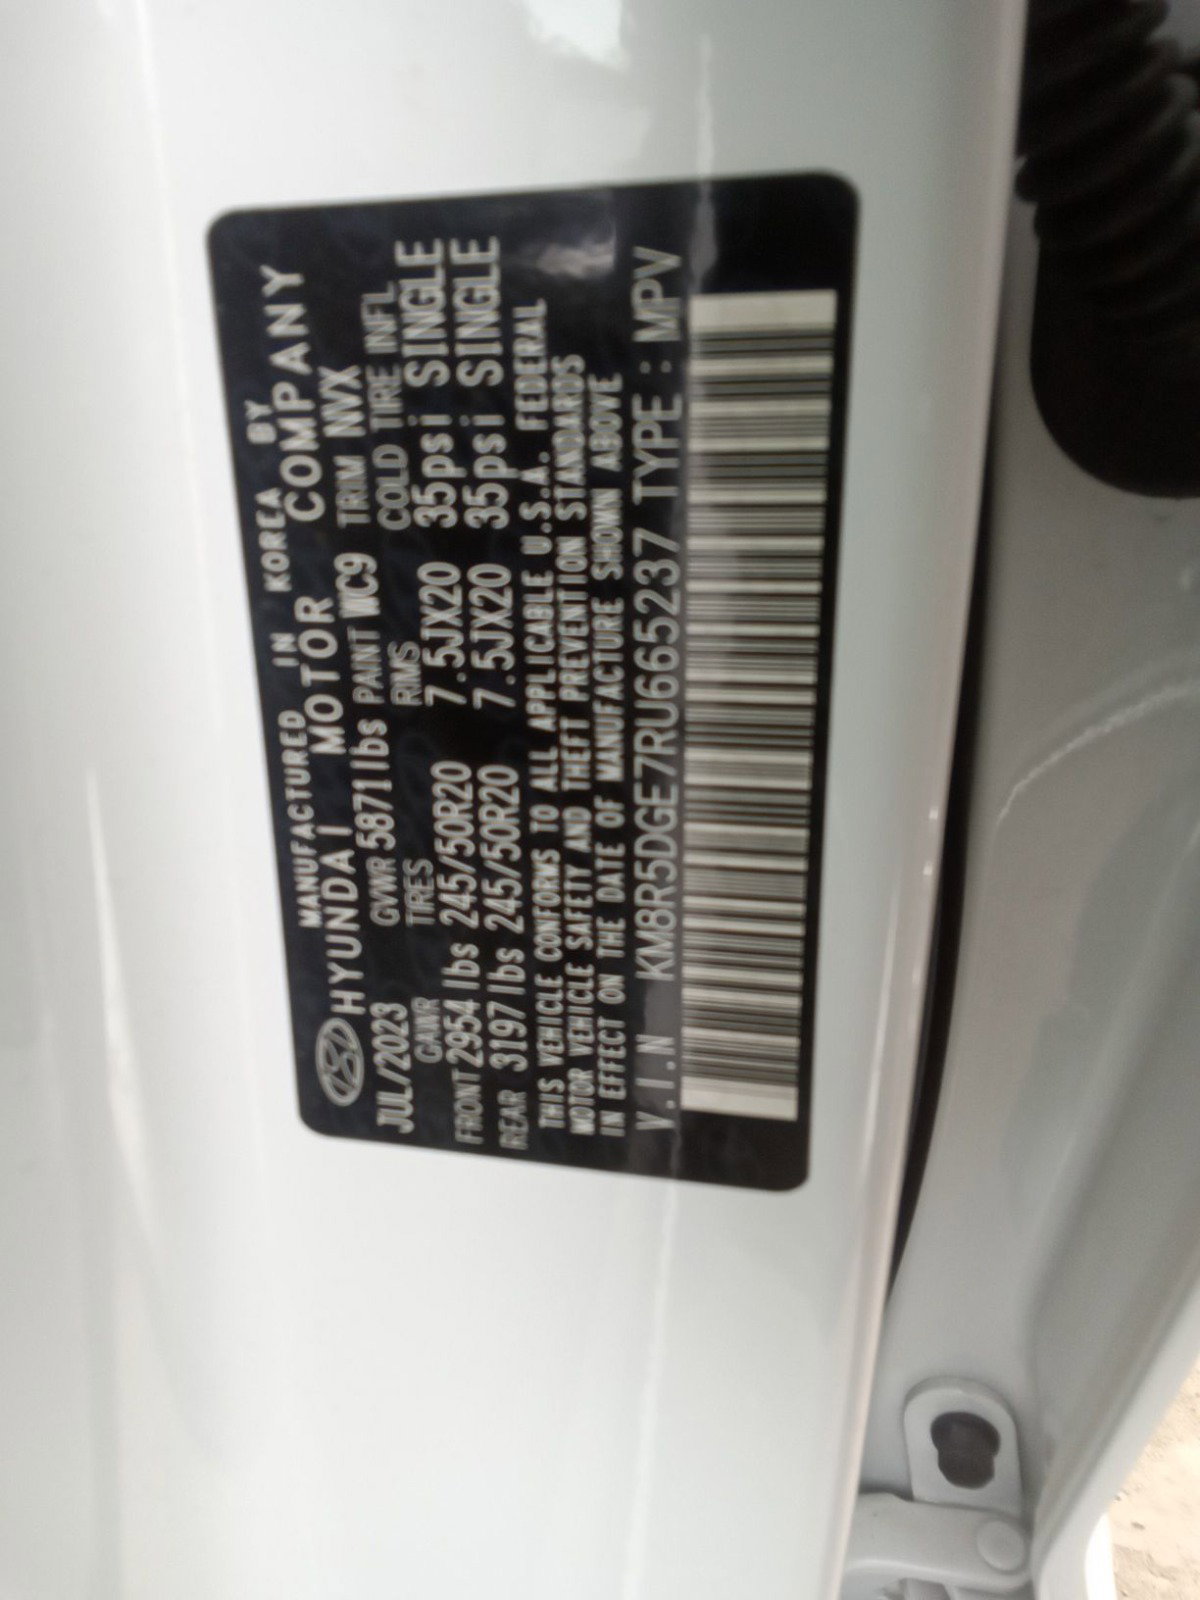 MANUFACTURED IN KOREA BY
HYUNDAI MOTOR COMPANY
JUL/2023 GVWR 5871lbs PAINT WC9 TRIM NVX
GAWR TIRES RIMS COLD TIRE INFL
FRONT 2954 lbs 245/50R20 7.5JX20 35psi SINGLE
REAR 3197 lbs 245/50R20 7.5JX20 35psi SINGLE
THIS VEHICLE CONFORMS TO ALL APPLICABLE U.S.A. FEDERAL
MOTOR VEHICLE SAFETY AND THEFT PREVENTION STANDARDS
IN EFFECT ON THE DATE OF MANUFACTURE SHOWN ABOVE
V.I.N KM8R5DGE7RU665237 TYPE : MPV